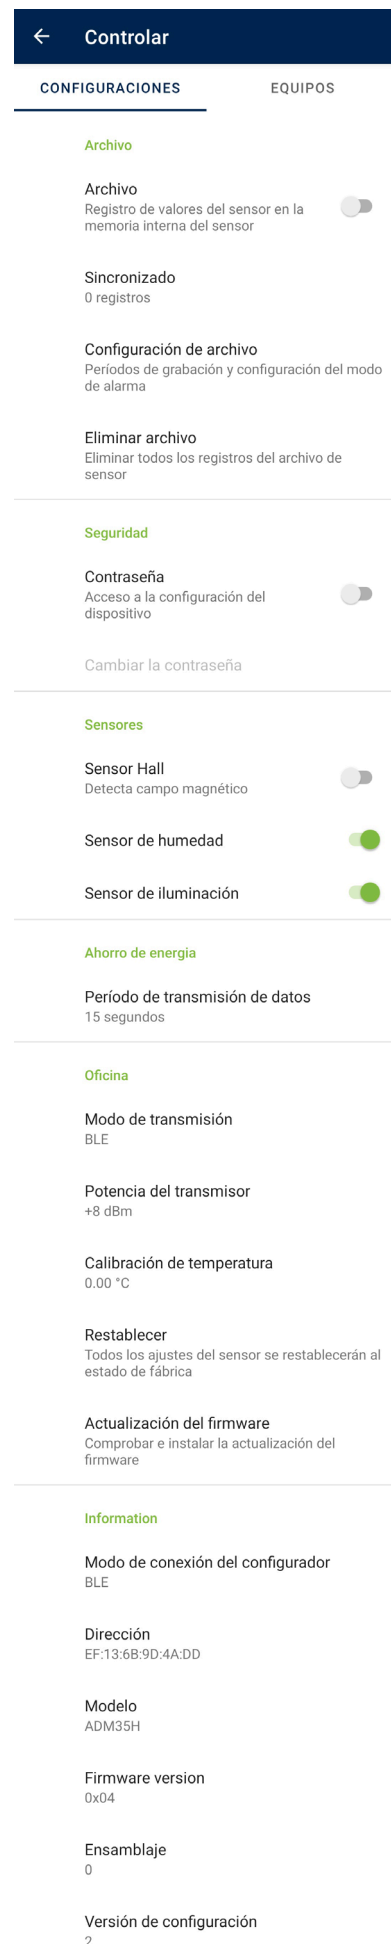 Controlar
CONFIGURACIONES
EQUIPOS
Archivo
Archivo
Registro de valores del sensor en la
memoria interna del sensor
Sincronizado
0 registros
Configuración de archivo
Períodos de grabación y configuración del modo
de alarma
Eliminar archivo
Eliminar todos los registros del archivo de
sensor
Seguridad
Contraseña
Acceso a la configuración del
dispositivo
Cambiar la contraseña
Sensores
Sensor Hall
Detecta campo magnético
Sensor de humedad
Sensor de iluminación
Ahorro de energia
Período de transmisión de datos
15 segundos
Oficina
Modo de transmisión
BLE
Potencia del transmisor
+8 dBm
Calibración de temperatura
0.00 °C
Restablecer
Todos los ajustes del sensor se restablecerán al
estado de fábrica
Actualización del firmware
Comprobar e instalar la actualización del
firmware
Information
Modo de conexión del configurador
BLE
Dirección
EF:13:6B:9D:4A:DD
Modelo
ADM35H
Firmware version
0x04
Ensamblaje
0
Versión de configuración
2